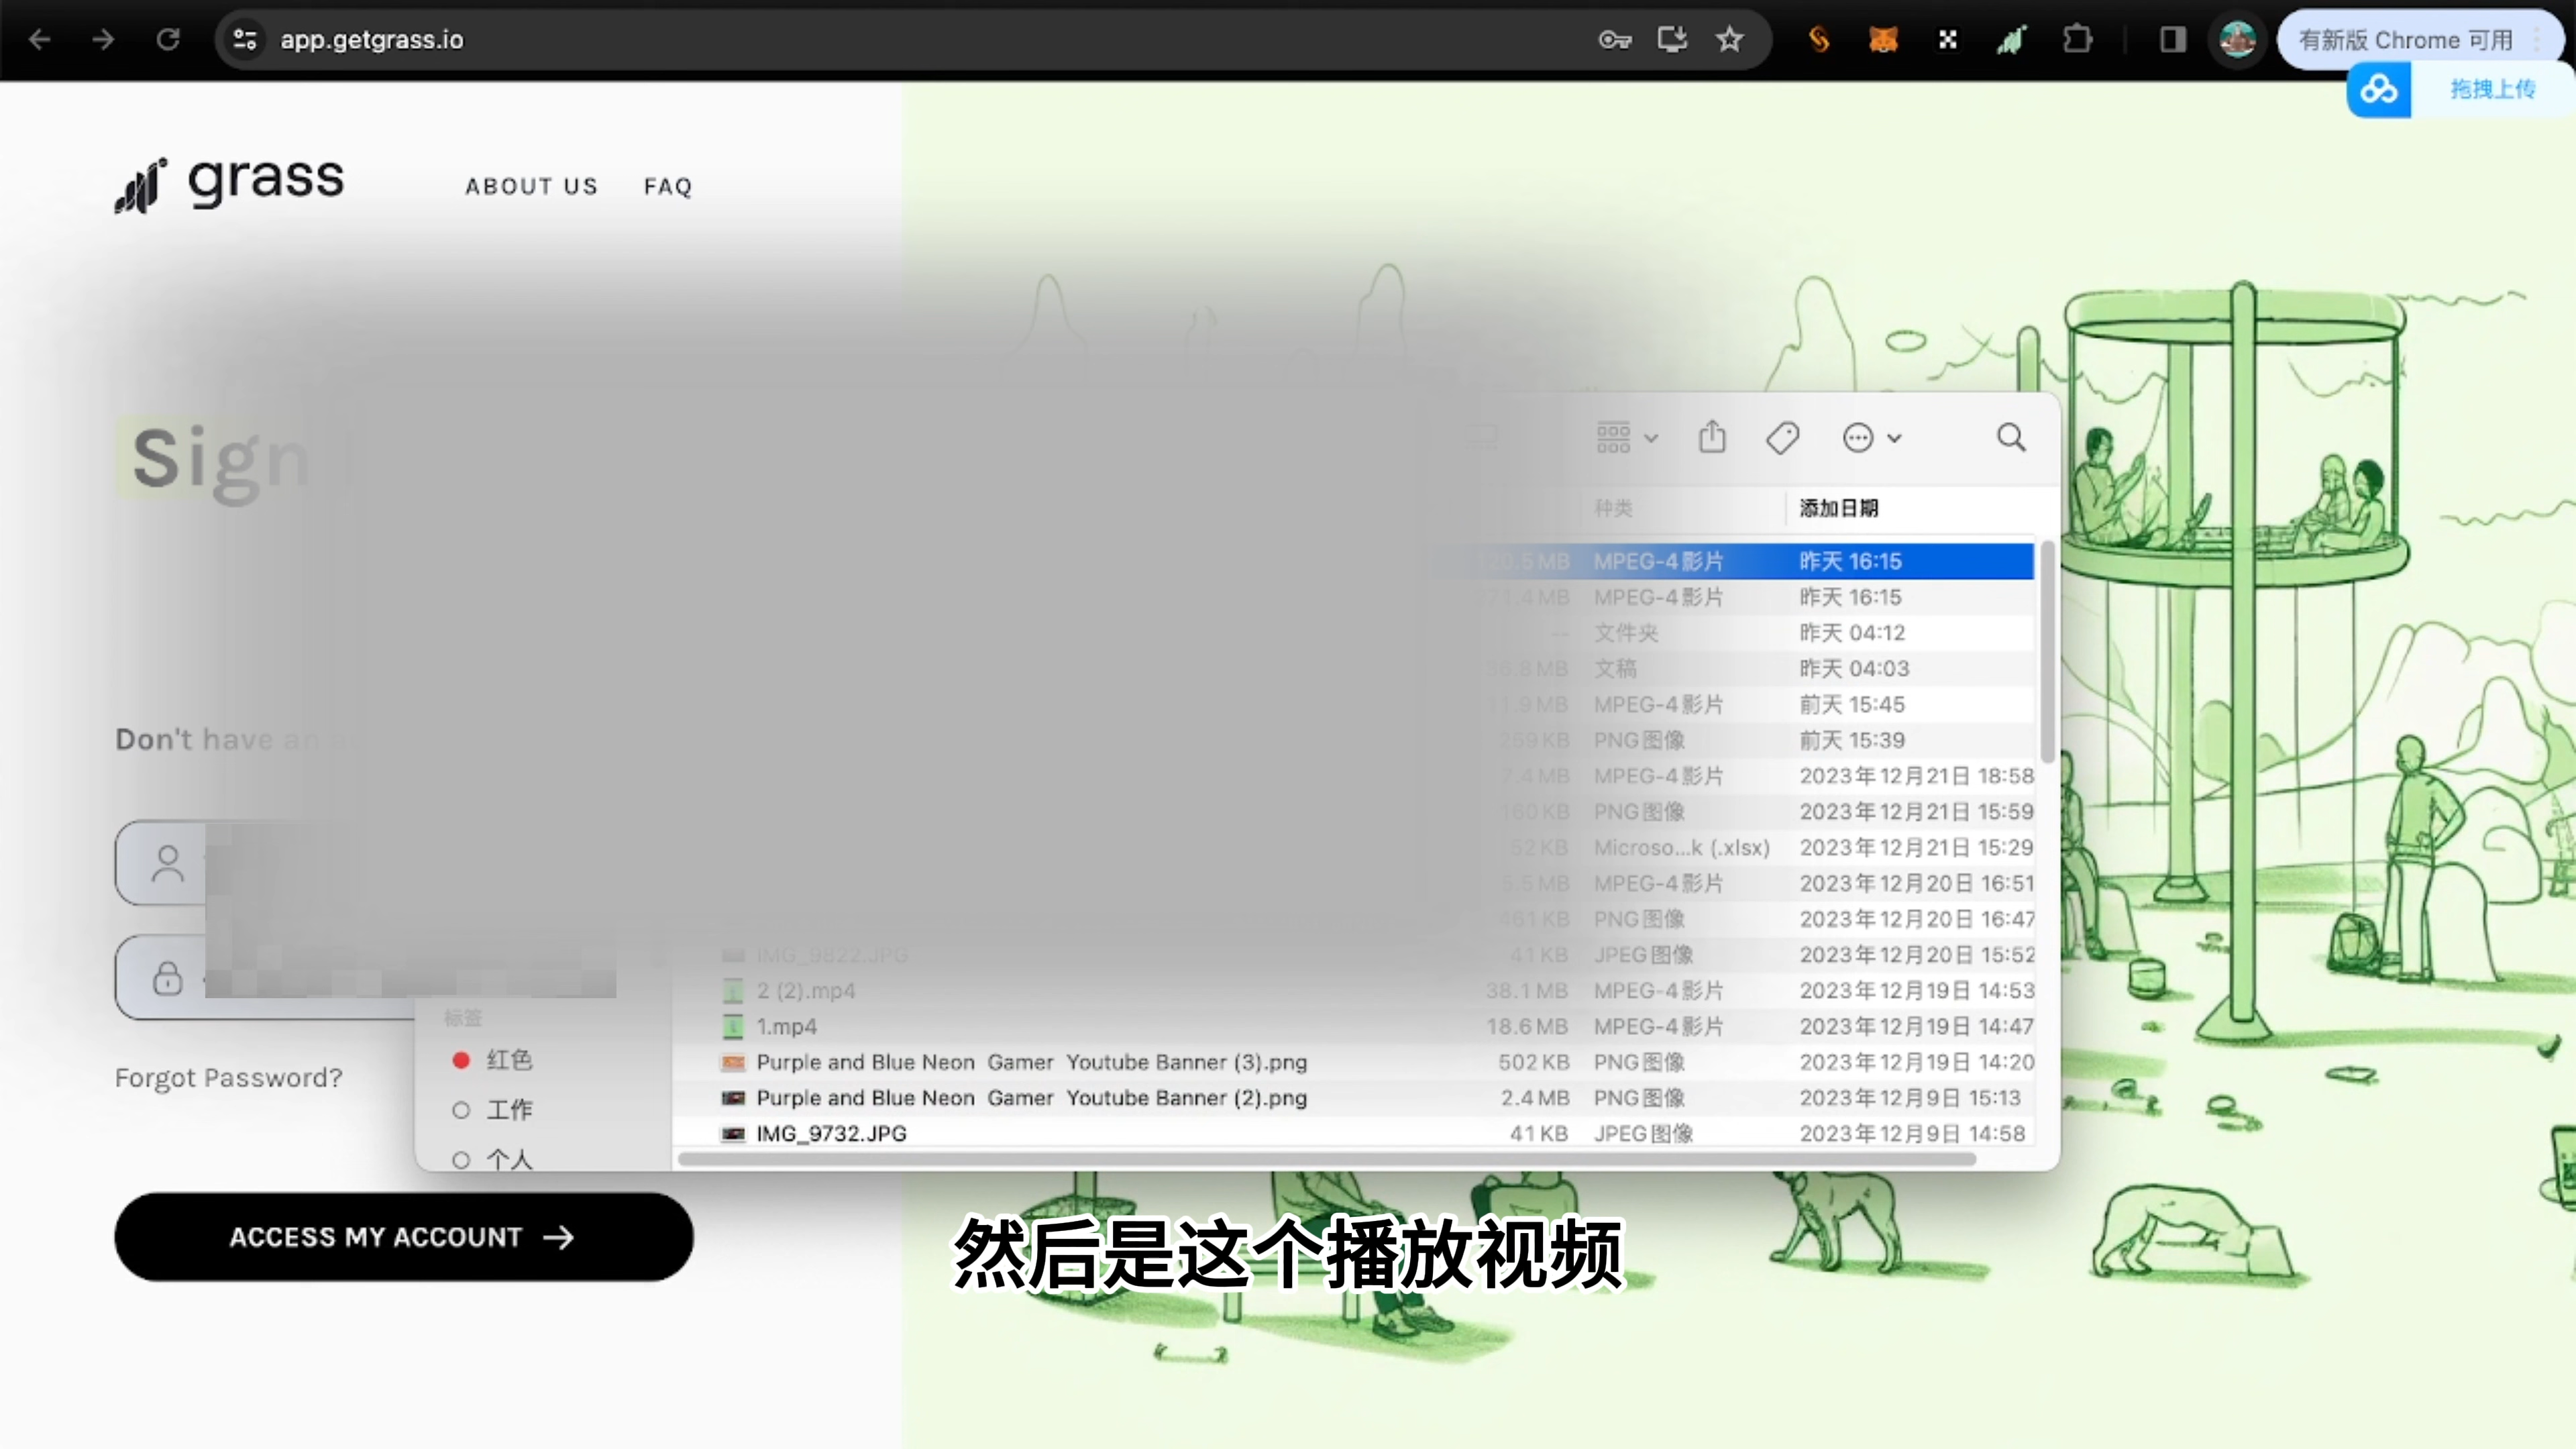 app.getgrass.io
有新版 Chrome 可用
拖拽上传
grass
ABOUT US
FAQ
Sign
种类 添加日期
MPEG-4影片 昨天 16:15
MPEG-4影片 昨天 16:15
-- 文件夹 昨天 04:12
文稿 昨天 04:03
MPEG-4影片 前天 15:45
PNG图像 前天 15:39
MPEG-4影片 2023年12月21日 18:58
PNG图像 2023年12月21日 15:59
Microso...k (.xlsx) 2023年12月21日 15:29
MPEG-4影片 2023年12月20日 16:51
PNG图像 2023年12月20日 16:47
IMG_9822.JPG 41 KB JPEG图像 2023年12月20日 15:52
2 (2).mp4 38.1 MB MPEG-4影片 2023年12月19日 14:53
1.mp4 18.6 MB MPEG-4影片 2023年12月19日 14:47
Purple and Blue Neon Gamer Youtube Banner (3).png 502 KB PNG图像 2023年12月19日 14:20
Purple and Blue Neon Gamer Youtube Banner (2).png 2.4 MB PNG图像 2023年12月9日 15:13
IMG_9732.JPG 41 KB JPEG图像 2023年12月9日 14:58
Don't have an
标签
红色
工作
个人
Forgot Password?
ACCESS MY ACCOUNT
然后是这个播放视频